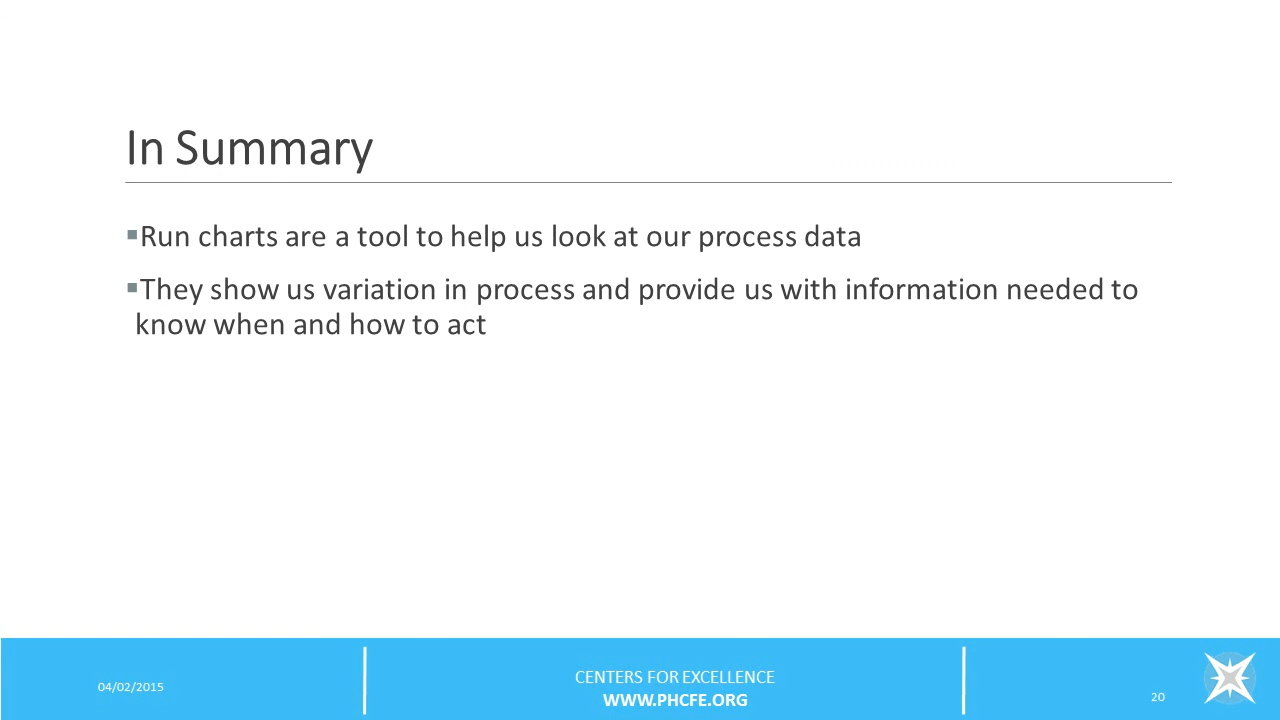 In Summary
▪Run charts are a tool to help us look at our process data
▪They show us variation in process and provide us with information needed to
know when and how to act
04/02/2015
CENTERS FOR EXCELLENCE
WWW.PHCFE.ORG
20